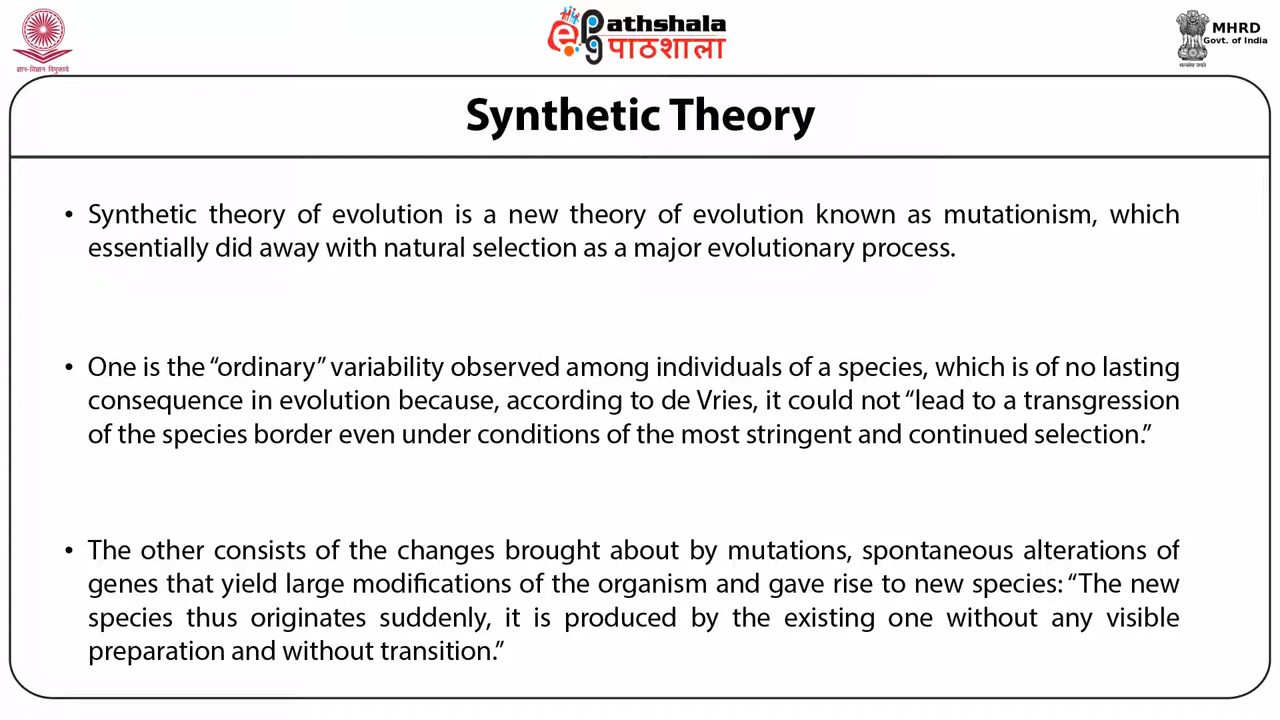 ज्ञान-विज्ञान विमुक्तये
ePG athshala
पाठशाला
सत्यमेव जयते
MHRD
Govt. of India
Synthetic Theory
• Synthetic theory of evolution is a new theory of evolution known as mutationism, which
essentially did away with natural selection as a major evolutionary process.
• One is the “ordinary” variability observed among individuals of a species, which is of no lasting
consequence in evolution because, according to de Vries, it could not “lead to a transgression
of the species border even under conditions of the most stringent and continued selection.”
• The other consists of the changes brought about by mutations, spontaneous alterations of
genes that yield large modifications of the organism and gave rise to new species: “The new
species thus originates suddenly, it is produced by the existing one without any visible
preparation and without transition.”